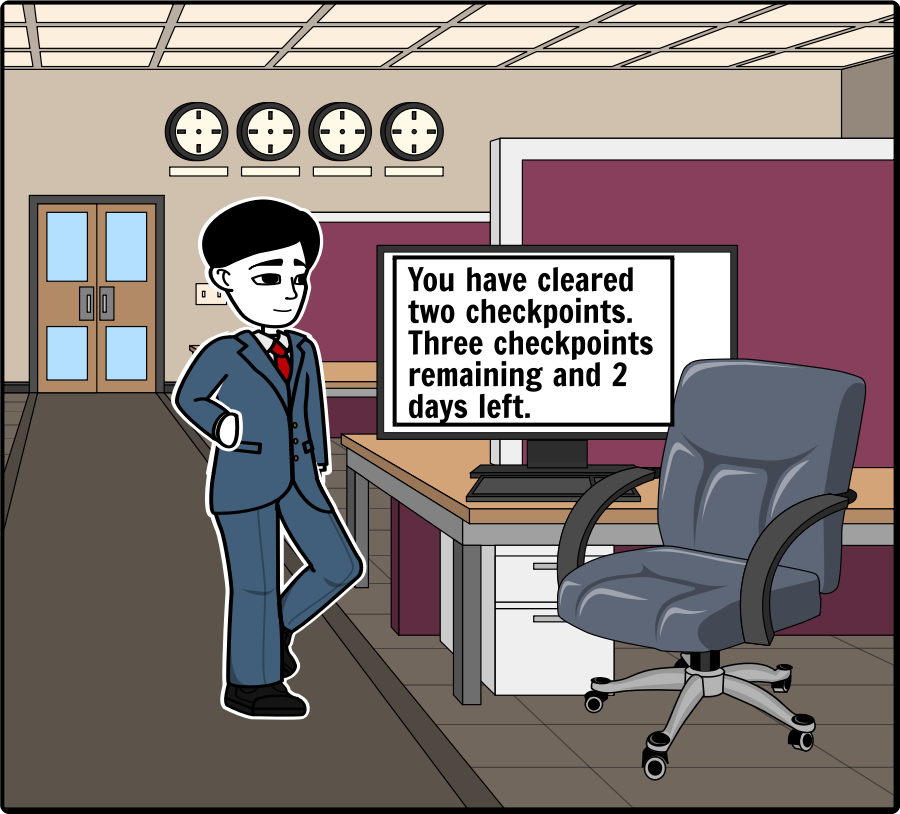 You have cleared
two checkpoints.
Three checkpoints
remaining and 2
days left.